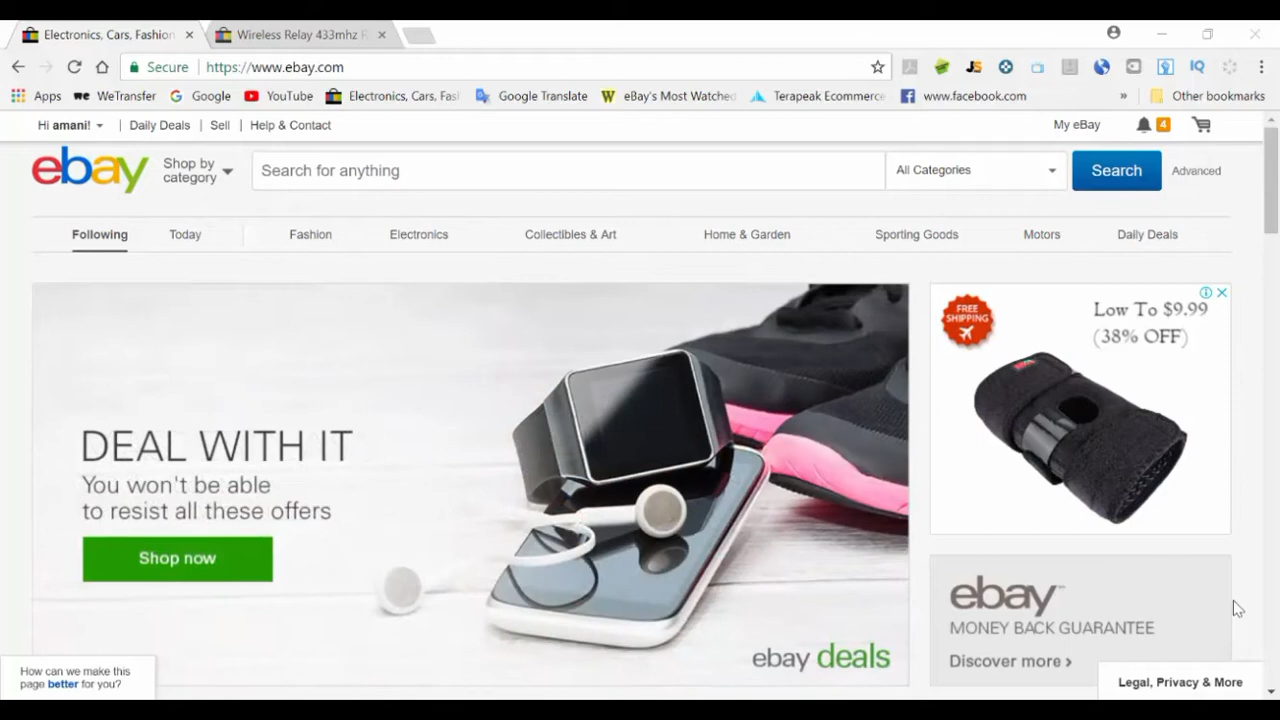 Electronics, Cars, Fashion
Wireless Relay 433mhz
Secure https://www.ebay.com
JS
IQ
Apps WeTransfer Google YouTube Electronics, Cars, Fas Google Translate eBay's Most Watched Terapeak Ecommerce www.facebook.com » Other bookmarks
Hi amani! Daily Deals Sell Help & Contact My eBay 4
ebay
Shop by
category
Search for anything
All Categories
Search
Advanced
Following Today Fashion Electronics Collectibles & Art Home & Garden Sporting Goods Motors Daily Deals
DEAL WITH IT
You won't be able
to resist all these offers
Shop now
ebay deals
FREE
SHIPPING
Low To $9.99
(38% OFF)
ebay
MONEY BACK GUARANTEE
Discover more ›
How can we make this
page better for you?
Legal, Privacy & More